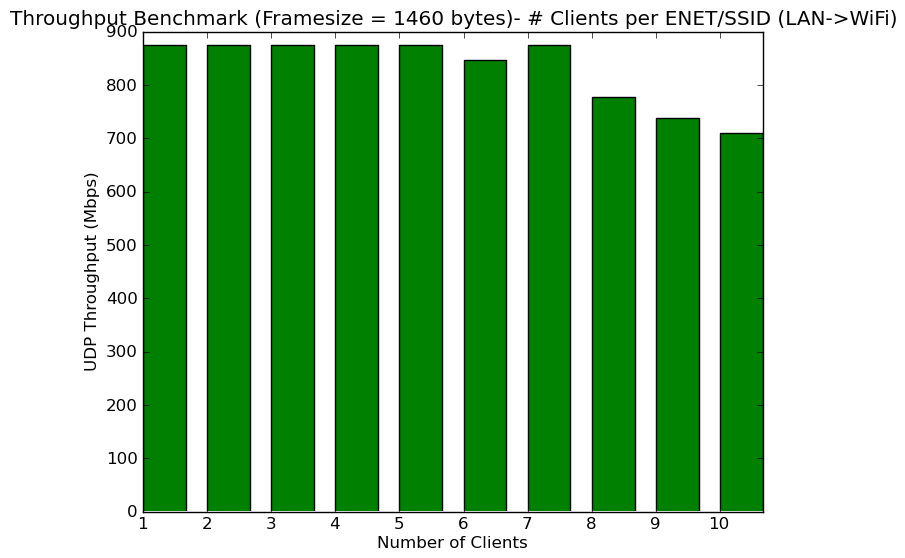 Throughput Benchmark (Framesize = 1460 bytes)- # Clients per ENET/SSID (LAN->WiFi)
900
800
700
600
500
400
300
200
100
0
UDP Throughput (Mbps)
1 2 3 4 5 6 7 8 9 10
Number of Clients